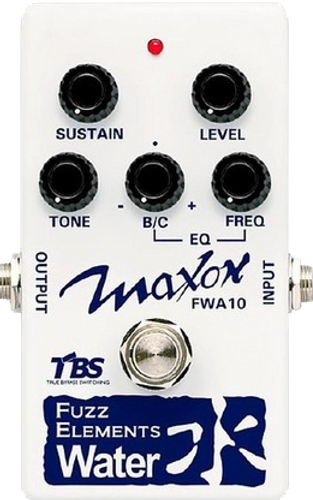 SUSTAIN LEVEL
TONE - B/C + FREQ
EQ
OUTPUT
INPUT
maxon
FWA10
TBS
TRUE BYPASS SWITCHING
FUZZ
ELEMENTS
Water 水